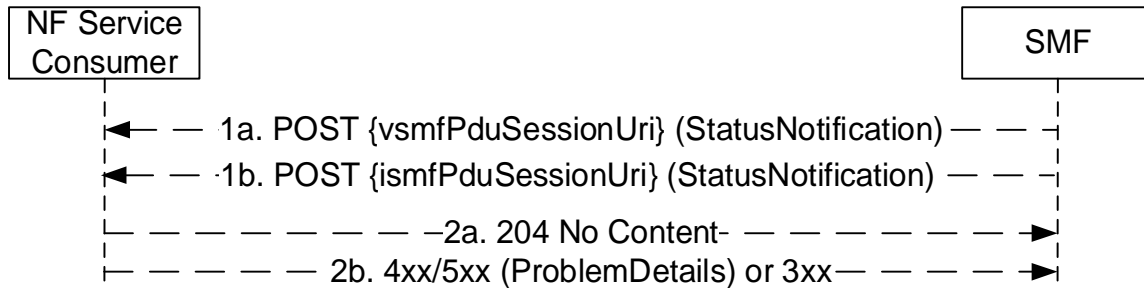 NF Service
Consumer
SMF
1a. POST {vsmfPduSessionUri} (StatusNotification)
1b. POST {ismfPduSessionUri} (StatusNotification)
2a. 204 No Content
2b. 4xx/5xx (ProblemDetails) or 3xx